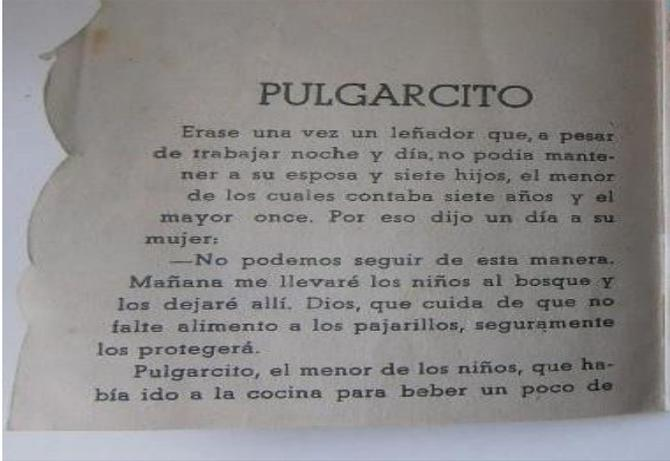 PULGARCITO
Erase una vez un leñador que, a pesar
de trabajar noche y día, no podía mante-
ner a su esposa y siete hijos, el menor
de los cuales contaba siete años y el
mayor once. Por eso dijo un día a su
mujer:
—No podemos seguir de esta manera.
Mañana me llevaré los niños al bosque y
los dejaré allí. Dios, que cuida de que no
falte alimento a los pajarillos, seguramente
los protegerá.
Pulgarcito, el menor de los niños, que ha-
bía ido a la cocina para beber un poco de